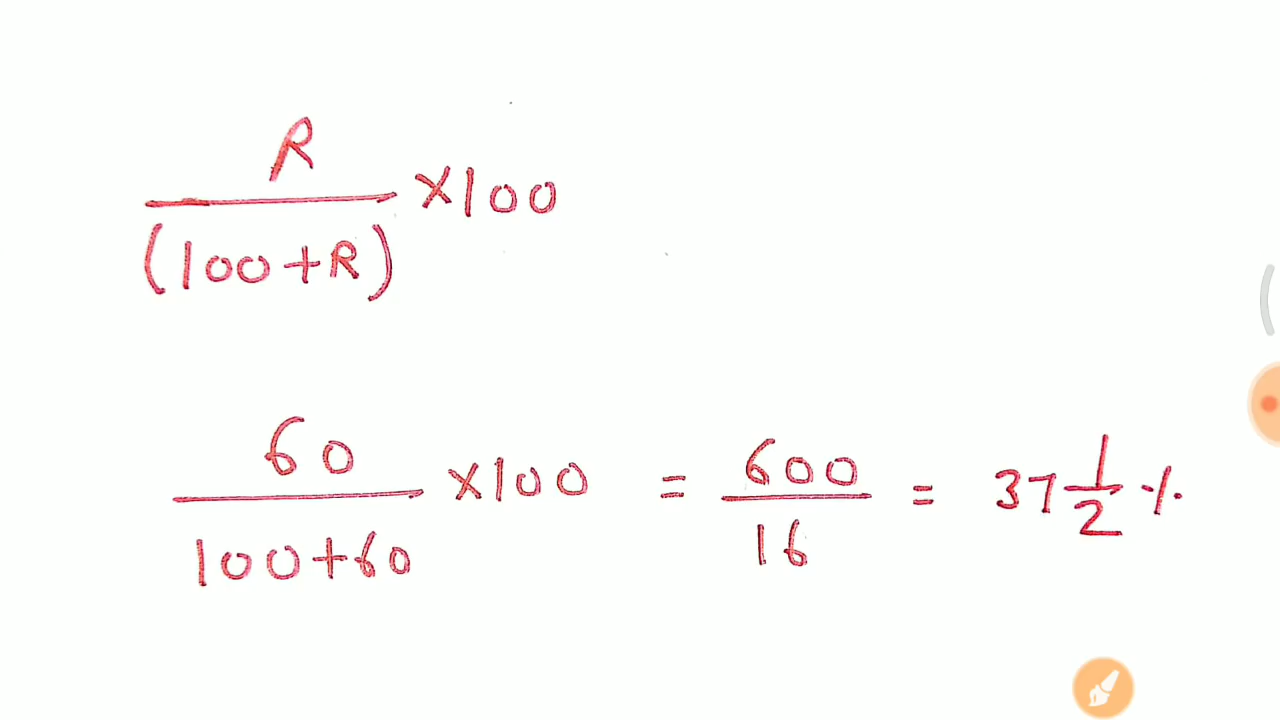 R
(100+R) ×100
60
100+60 ×100 = 600
16 = 37 1/2 %